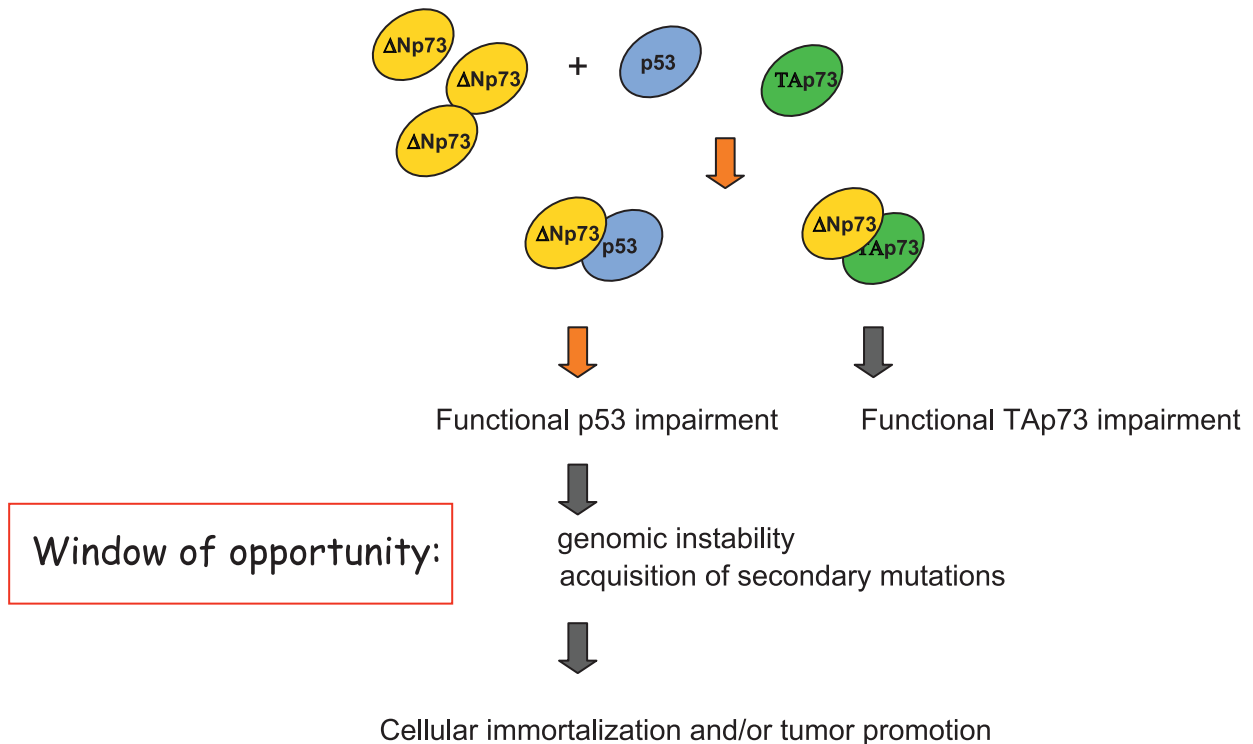 ΔNp73
ΔNp73
ΔNp73
+
p53
TAp73
ΔNp73
p53
ΔNp73
TAp73
Functional p53 impairment
Functional TAp73 impairment
Window of opportunity:
genomic instability
acquisition of secondary mutations
Cellular immortalization and/or tumor promotion